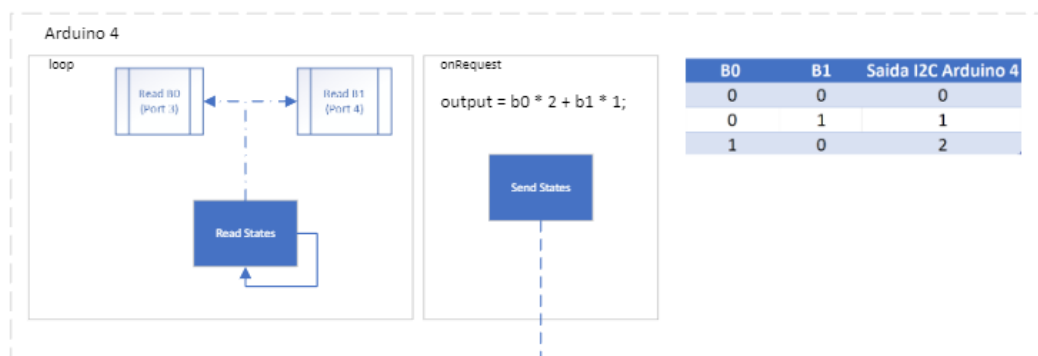 Arduino 4
loop
Read B0
(Port 3)
Read B1
(Port 4)
Read States
onRequest
output = b0 * 2 + b1 * 1;
Send States
B0 B1 Saida I2C Arduino 4
0 0 0
0 1 1
1 0 2